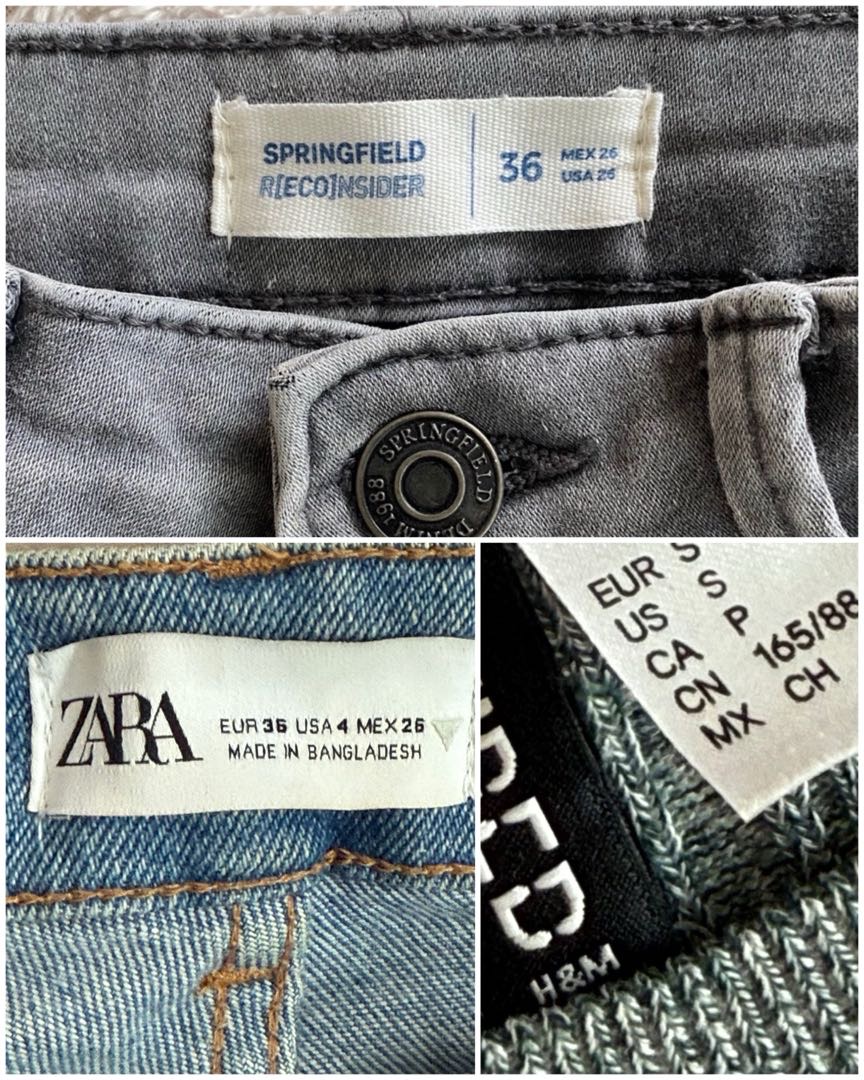 SPRINGFIELD
R[ECO]NSIDER
36
MEX 26
USA 26
SPRINGFIELD
DENIM 1988
ZARA
EUR 36 USA 4 MEX 26
MADE IN BANGLADESH
EUR S
US S
CA P
CN 165/88
MX CH
H&M